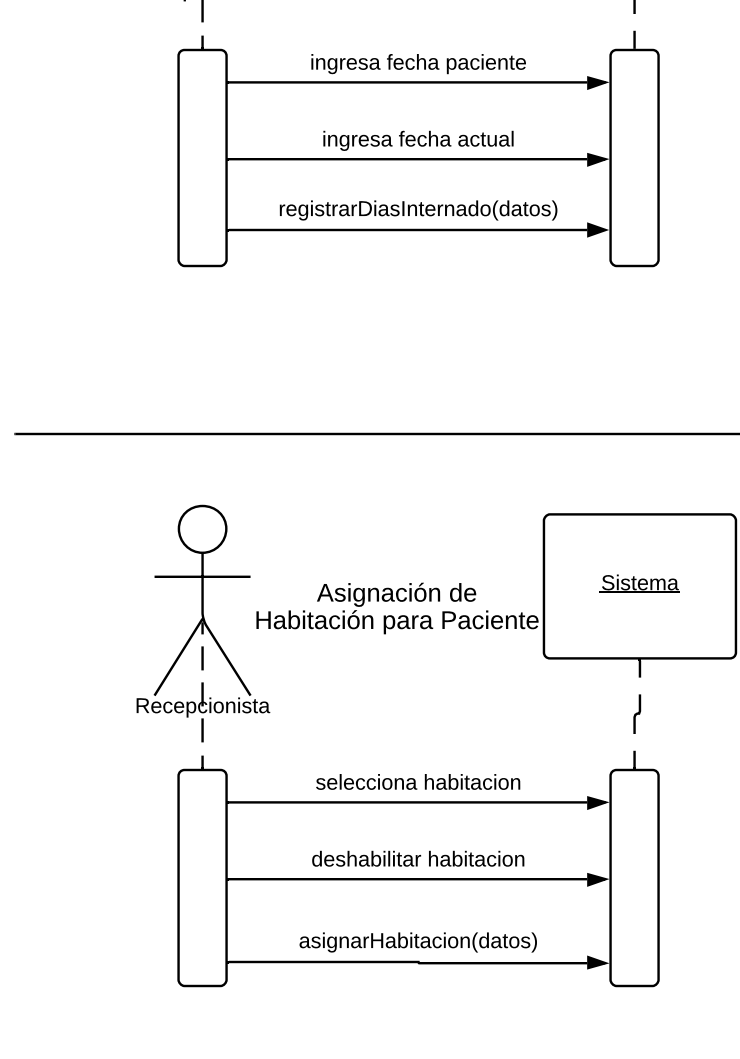 ingresa fecha paciente
ingresa fecha actual
registrarDiasInternado(datos)
Asignación de
Habitación para Paciente
Sistema
Recepcionista
selecciona habitacion
deshabilitar habitacion
asignarHabitacion(datos)